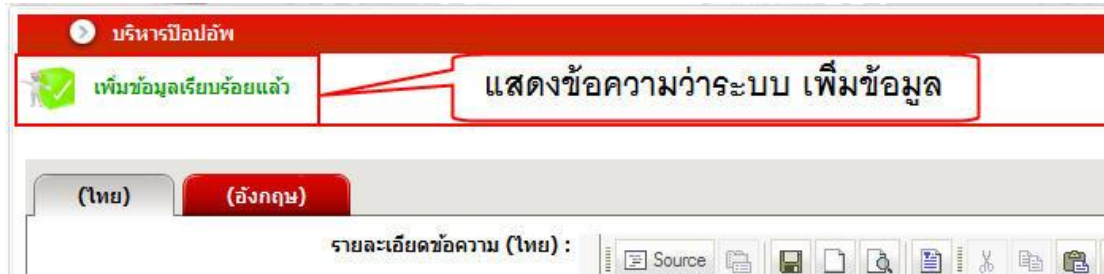 บริหารป๊อปอัพ
เพิ่มข้อมูลเรียบร้อยแล้ว
แสดงข้อความว่าระบบ เพิ่มข้อมูล
(ไทย) (อังกฤษ)
รายละเอียดข้อความ (ไทย) : Source